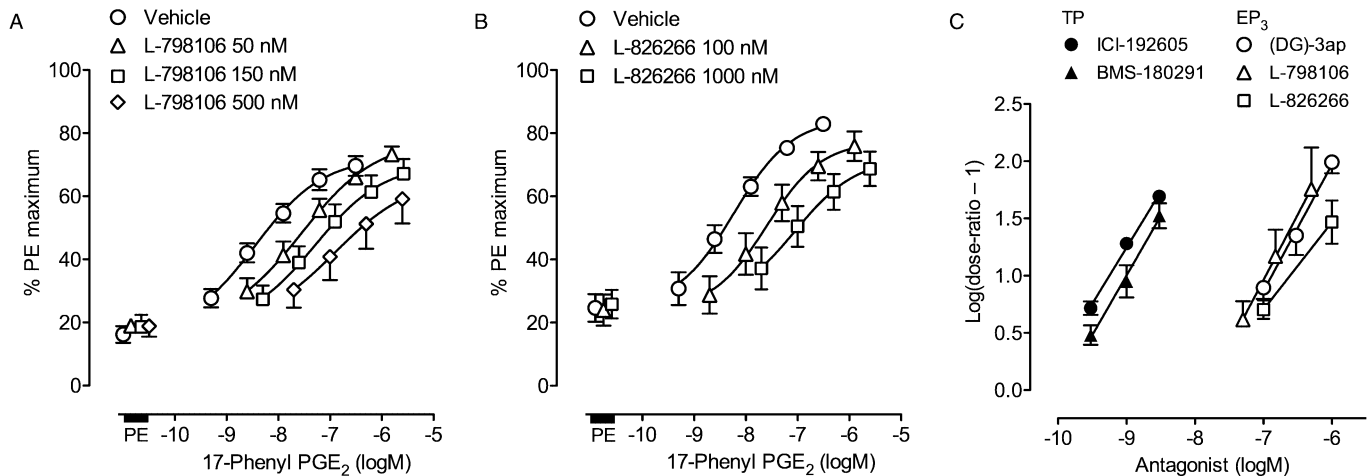 A
Vehicle
L-798106 50 nM
L-798106 150 nM
L-798106 500 nM
% PE maximum
100
80
60
40
20
0
PE
-10
-9
-8
-7
-6
-5
17-Phenyl PGE2 (logM)
B
Vehicle
L-826266 100 nM
L-826266 1000 nM
% PE maximum
100
80
60
40
20
0
PE
-10
-9
-8
-7
-6
-5
17-Phenyl PGE2 (logM)
C
TP
ICI-192605
BMS-180291
EP3
(DG)-3ap
L-798106
L-826266
Log(dose-ratio – 1)
2.5
2.0
1.5
1.0
0.5
0.0
-10
-9
-8
-7
-6
Antagonist (logM)